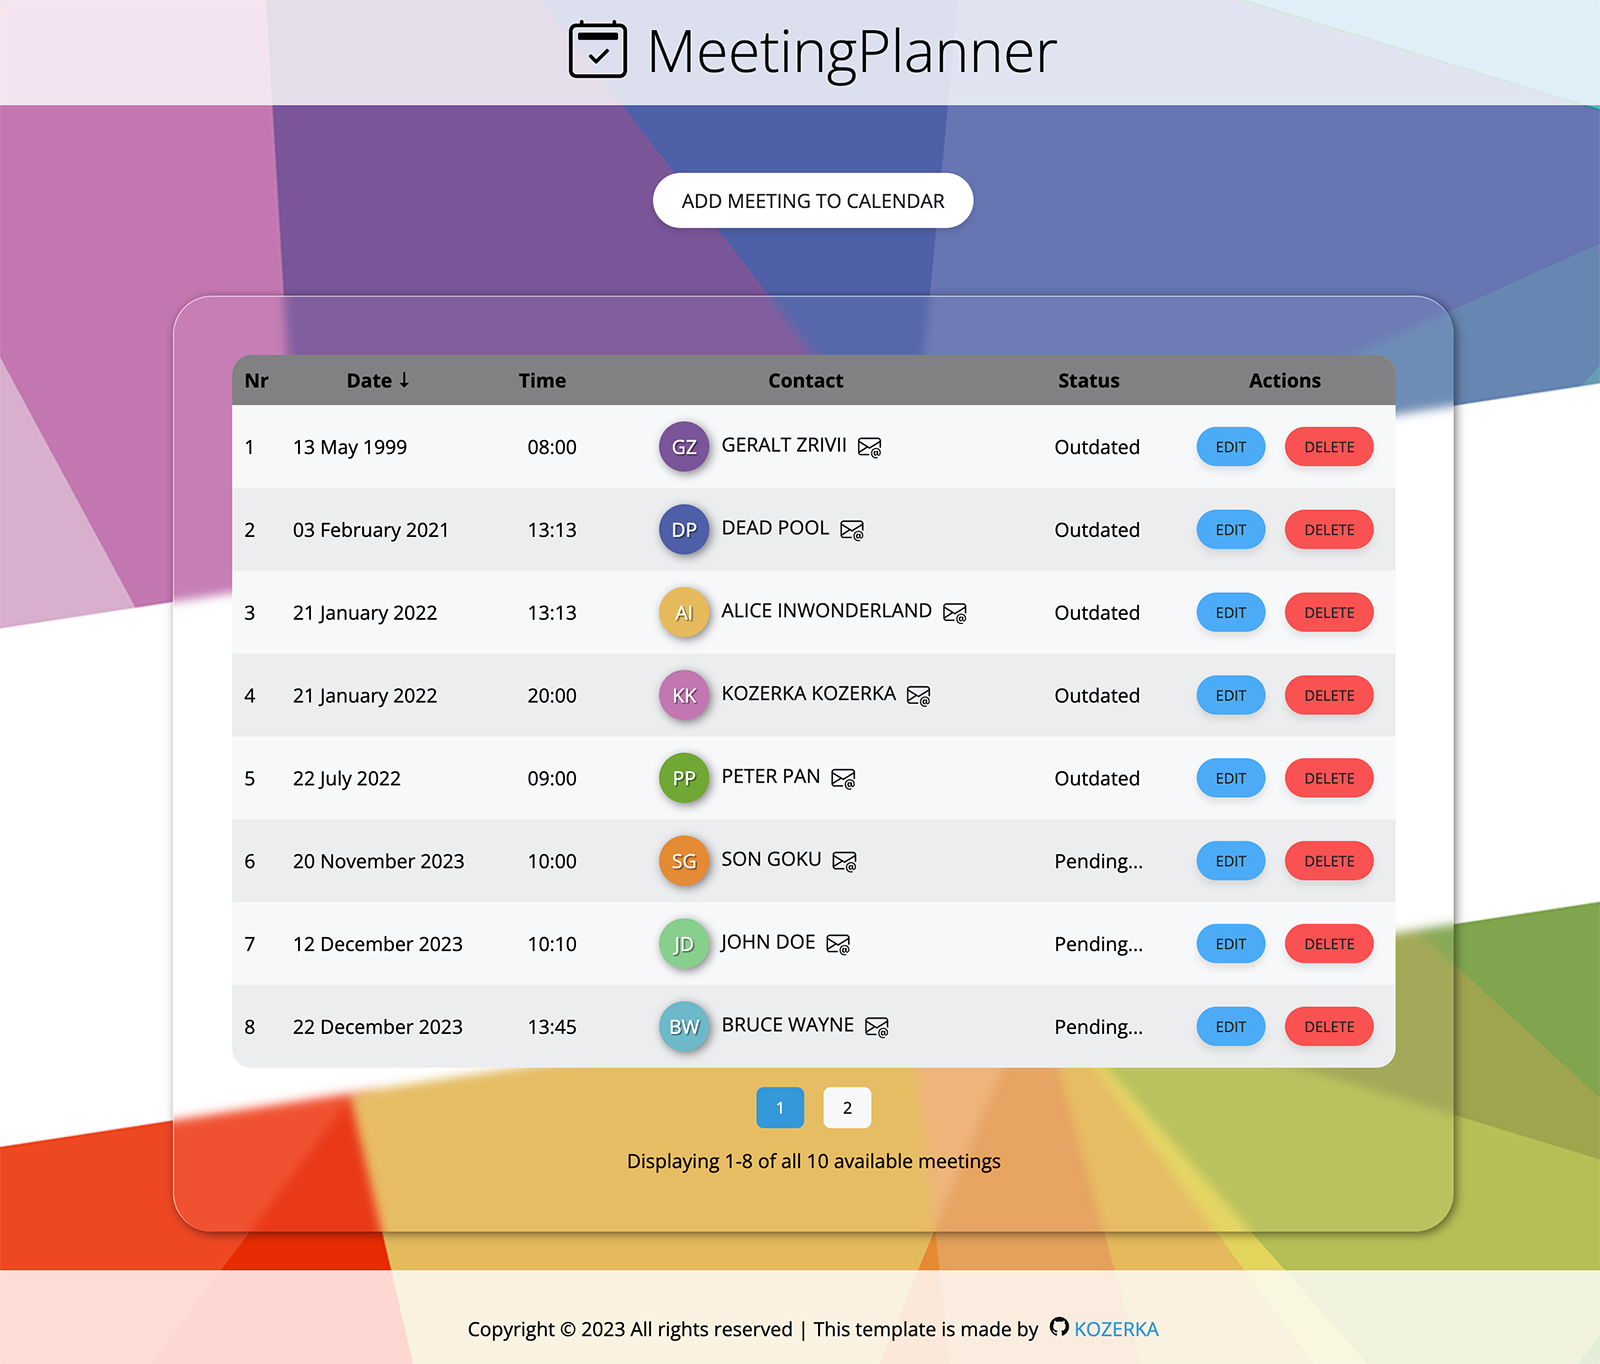 MeetingPlanner
ADD MEETING TO CALENDAR
Nr Date ↓ Time Contact Status Actions
1 13 May 1999 08:00 GZ GERALT ZRIVII Outdated EDIT DELETE
2 03 February 2021 13:13 DP DEAD POOL Outdated EDIT DELETE
3 21 January 2022 13:13 AI ALICE INWONDERLAND Outdated EDIT DELETE
4 21 January 2022 20:00 KK KOZERKA KOZERKA Outdated EDIT DELETE
5 22 July 2022 09:00 PP PETER PAN Outdated EDIT DELETE
6 20 November 2023 10:00 SG SON GOKU Pending... EDIT DELETE
7 12 December 2023 10:10 JD JOHN DOE Pending... EDIT DELETE
8 22 December 2023 13:45 BW BRUCE WAYNE Pending... EDIT DELETE
1 2
Displaying 1-8 of all 10 available meetings
Copyright © 2023 All rights reserved | This template is made by KOZERKA